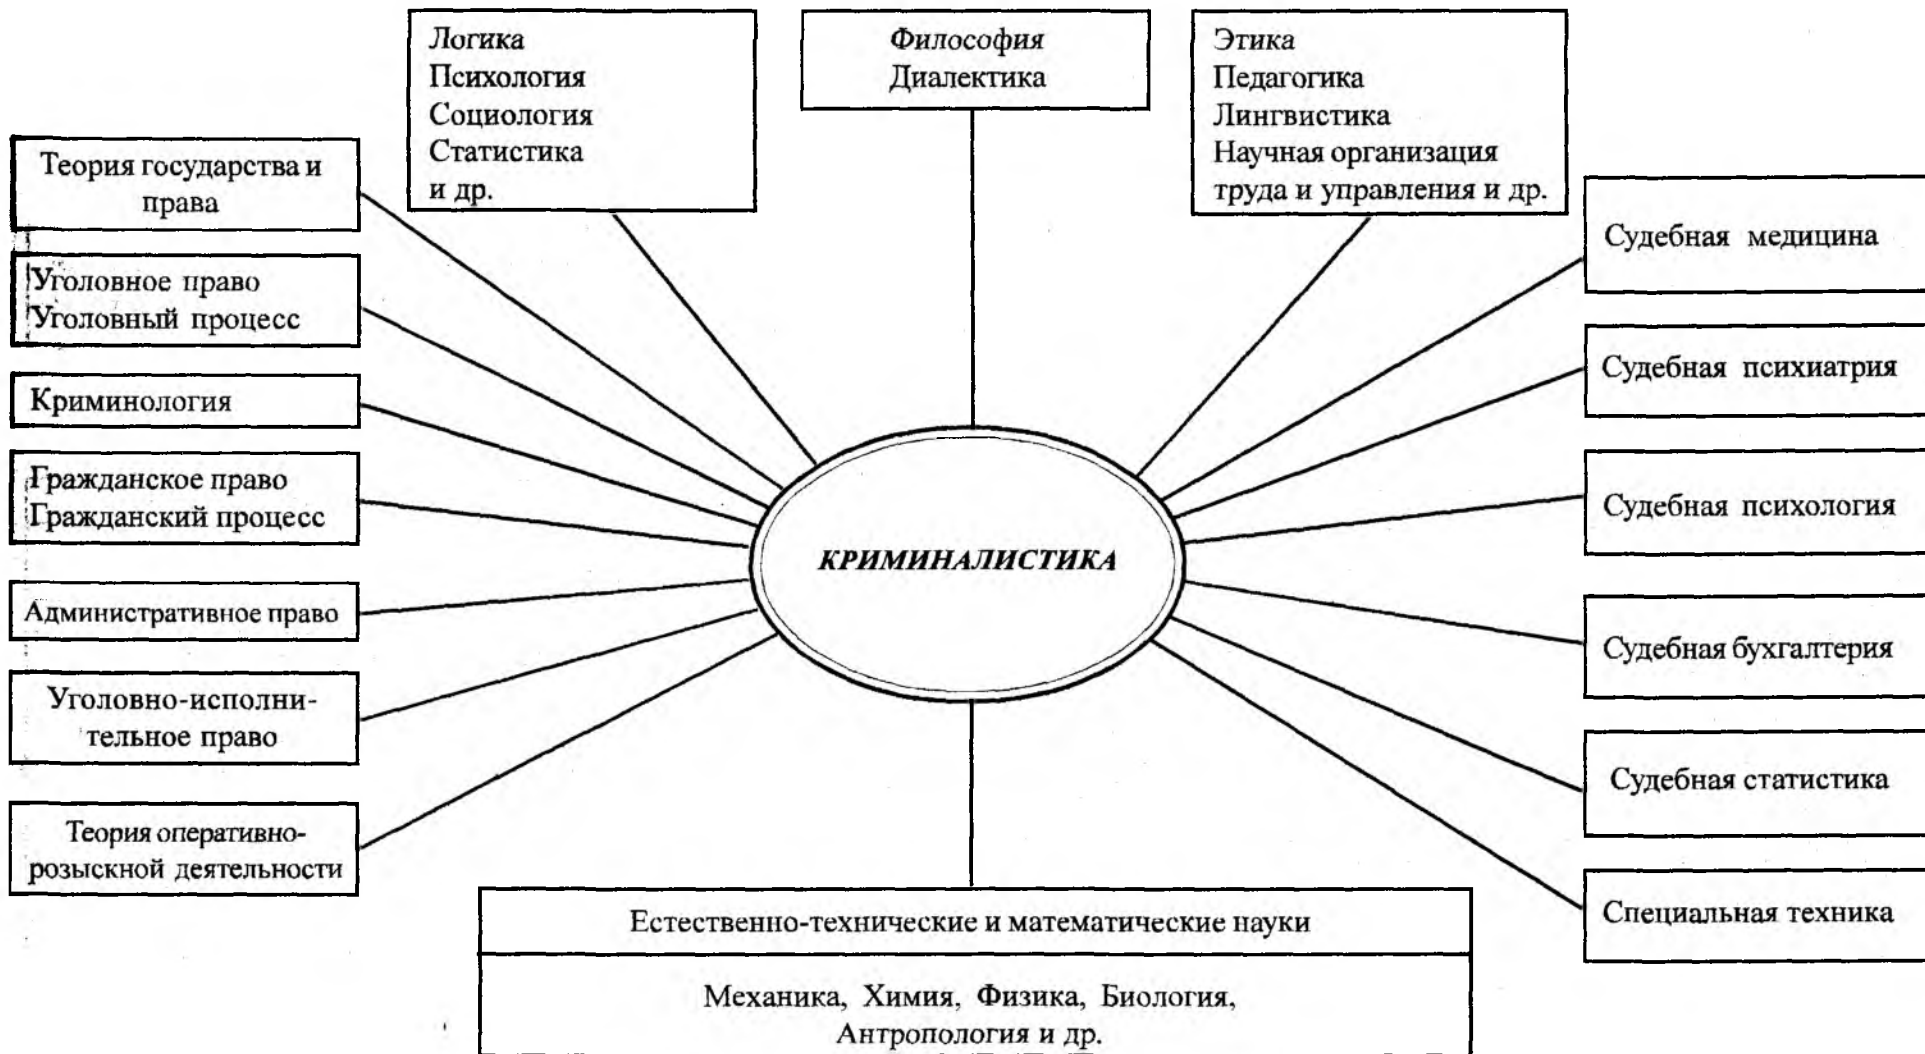 Логика
Психология
Социология
Статистика
и др.
Философия
Диалектика
Этика
Педагогика
Лингвистика
Научная организация
труда и управления и др.
Теория государства и
права
Уголовное право
Уголовный процесс
Криминология
Гражданское право
Гражданский процесс
Административное право
Уголовно-исполни-
тельное право
Теория оперативно-
розыскной деятельности
КРИМИНАЛИСТИКА
Судебная медицина
Судебная психиатрия
Судебная психология
Судебная бухгалтерия
Судебная статистика
Специальная техника
Естественно-технические и математические науки
Механика, Химия, Физика, Биология,
Антропология и др.